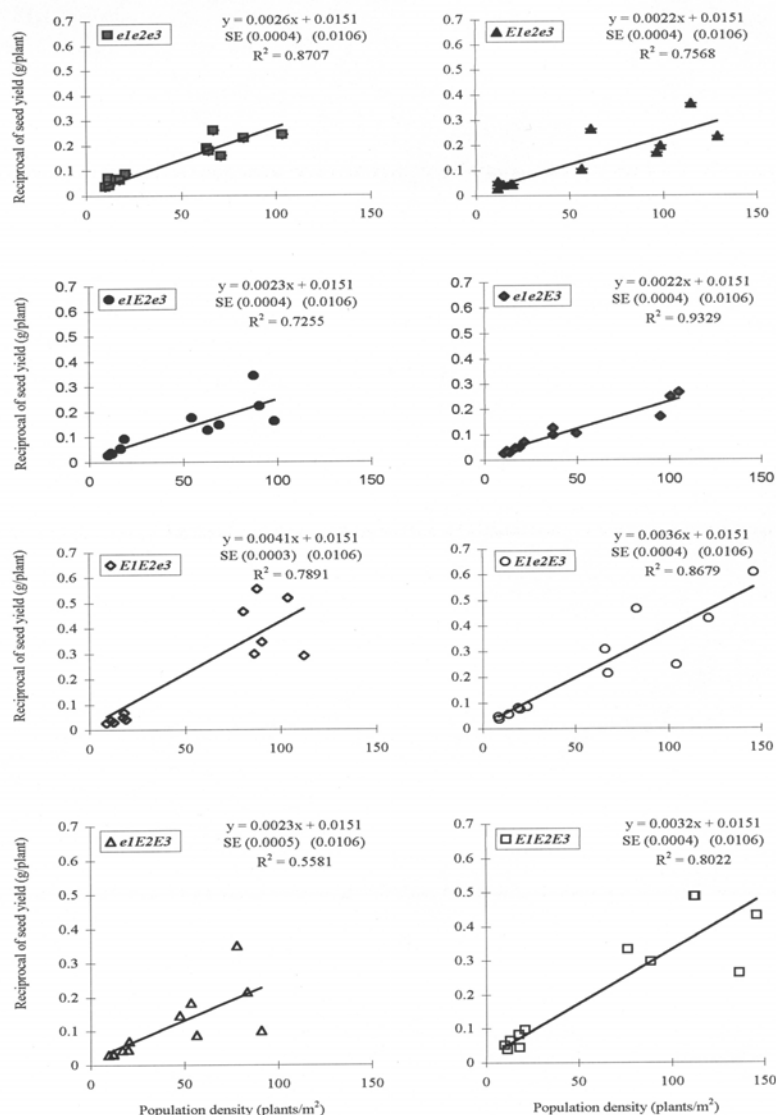 y = 0.0026x + 0.0151
SE (0.0004) (0.0106)
R² = 0.8707
e1e2e3
0.7
0.6
0.5
0.4
0.3
0.2
0.1
0
0
50
100
150
Reciprocal of seed yield (g/plant)
y = 0.0022x + 0.0151
SE (0.0004) (0.0106)
R² = 0.7568
E1e2e3
0.7
0.6
0.5
0.4
0.3
0.2
0.1
0
0
50
100
150
y = 0.0023x + 0.0151
SE (0.0004) (0.0106)
R² = 0.7255
e1E2e3
0.7
0.6
0.5
0.4
0.3
0.2
0.1
0
0
50
100
150
Reciprocal of seed yield (g/plant)
y = 0.0022x + 0.0151
SE (0.0004) (0.0106)
R² = 0.9329
e1e2E3
0.7
0.6
0.5
0.4
0.3
0.2
0.1
0
0
50
100
150
y = 0.0041x + 0.0151
SE (0.0003) (0.0106)
R² = 0.7891
E1E2e3
0.7
0.6
0.5
0.4
0.3
0.2
0.1
0
0
50
100
150
Reciprocal of seed yield (g/plant)
y = 0.0036x + 0.0151
SE (0.0004) (0.0106)
R² = 0.8679
E1e2E3
0.7
0.6
0.5
0.4
0.3
0.2
0.1
0
0
50
100
150
y = 0.0023x + 0.0151
SE (0.0005) (0.0106)
R² = 0.5581
e1E2E3
0.7
0.6
0.5
0.4
0.3
0.2
0.1
0
0
50
100
150
Reciprocal of seed yield (g/plant)
Population density (plants/m²)
y = 0.0032x + 0.0151
SE (0.0004) (0.0106)
R² = 0.8022
E1E2E3
0.7
0.6
0.5
0.4
0.3
0.2
0.1
0
0
50
100
150
Population density (plants/m²)